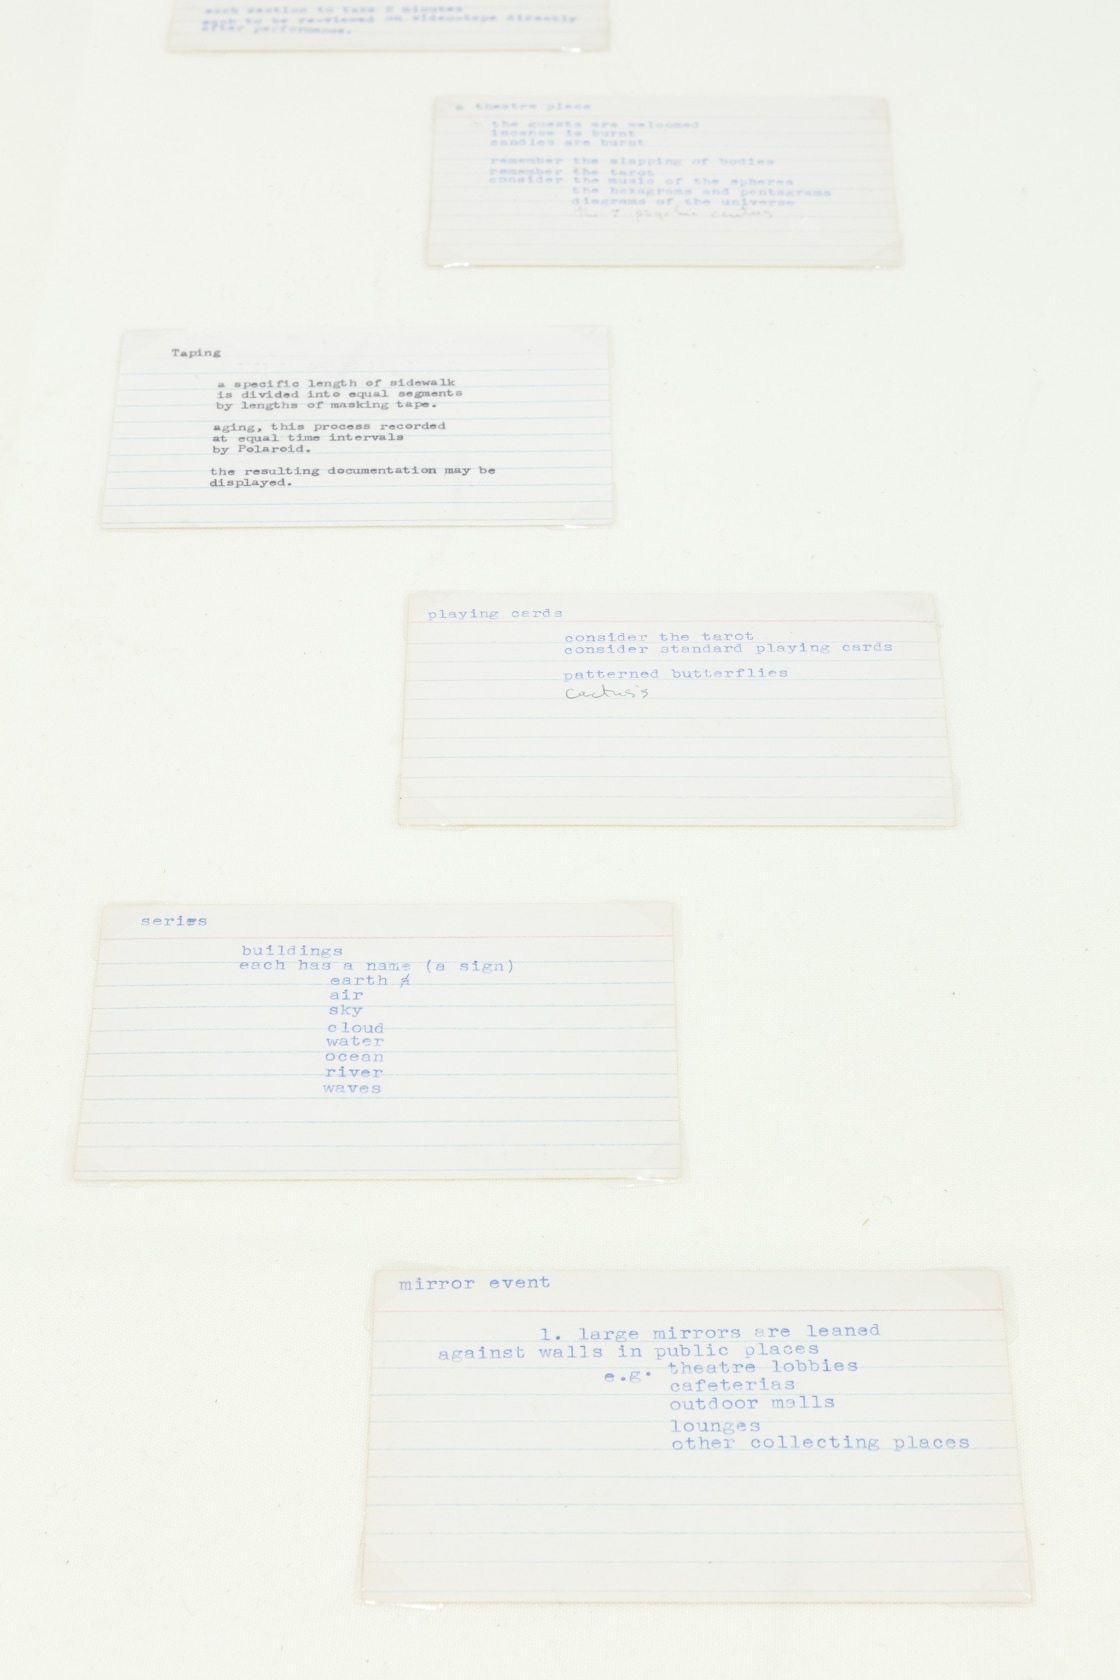 each section to take 5 minutes
each to be re-viewed on video-tape directly
after performance.
a theatre piece
the guests are welcomed
incense is burnt
candles are burnt
remember the slapping of bodies
remember the tarot
consider the music of the spheres
the hexagrams and pentagrams
diagrams of the universe
the 7 psychic centres
Taping
a specific length of sidewalk
is divided into equal segments
by lengths of masking tape.
aging, this process recorded
at equal time intervals
by Polaroid.
the resulting documentation may be
displayed.
playing cards
consider the tarot
consider standard playing cards
patterned butterflies
cactus's
series
buildings
each has a name (a sign)
earth
air
sky
cloud
water
ocean
river
waves
mirror event
1. large mirrors are leaned
against walls in public places
e.g. theatre lobbies
cafeterias
outdoor malls
lounges
other collecting places